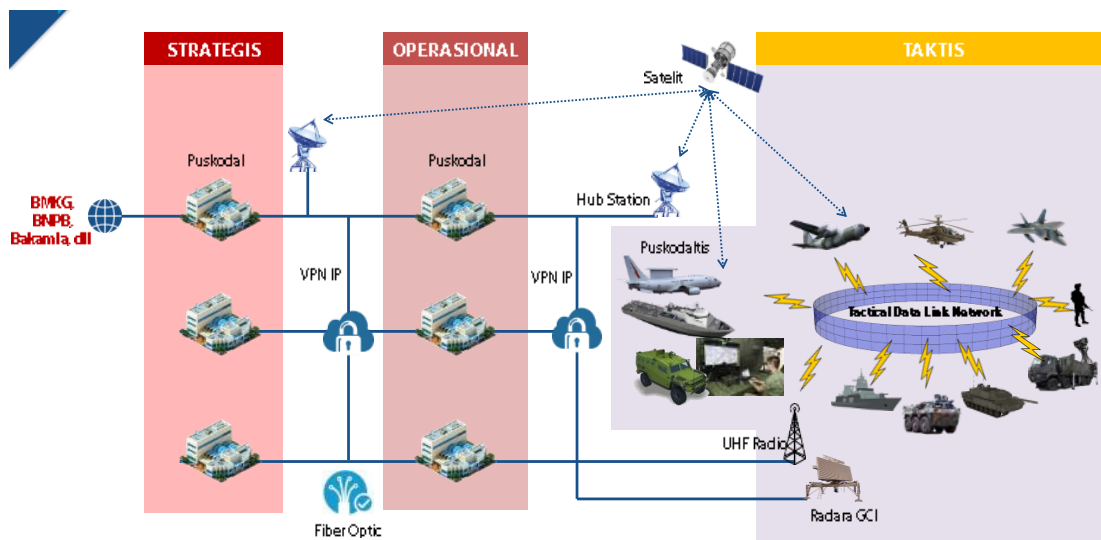 STRATEGIS
OPERASIONAL
TAKTIS
Satelit
Puskodal
Puskodal
Hub Station
BMKG,
BNPB,
Bakamla, dll
Puskodaltis
VPN IP
VPN IP
Tactical Data Link Network
UHF Radio
Radara GCI
Fiber Optic